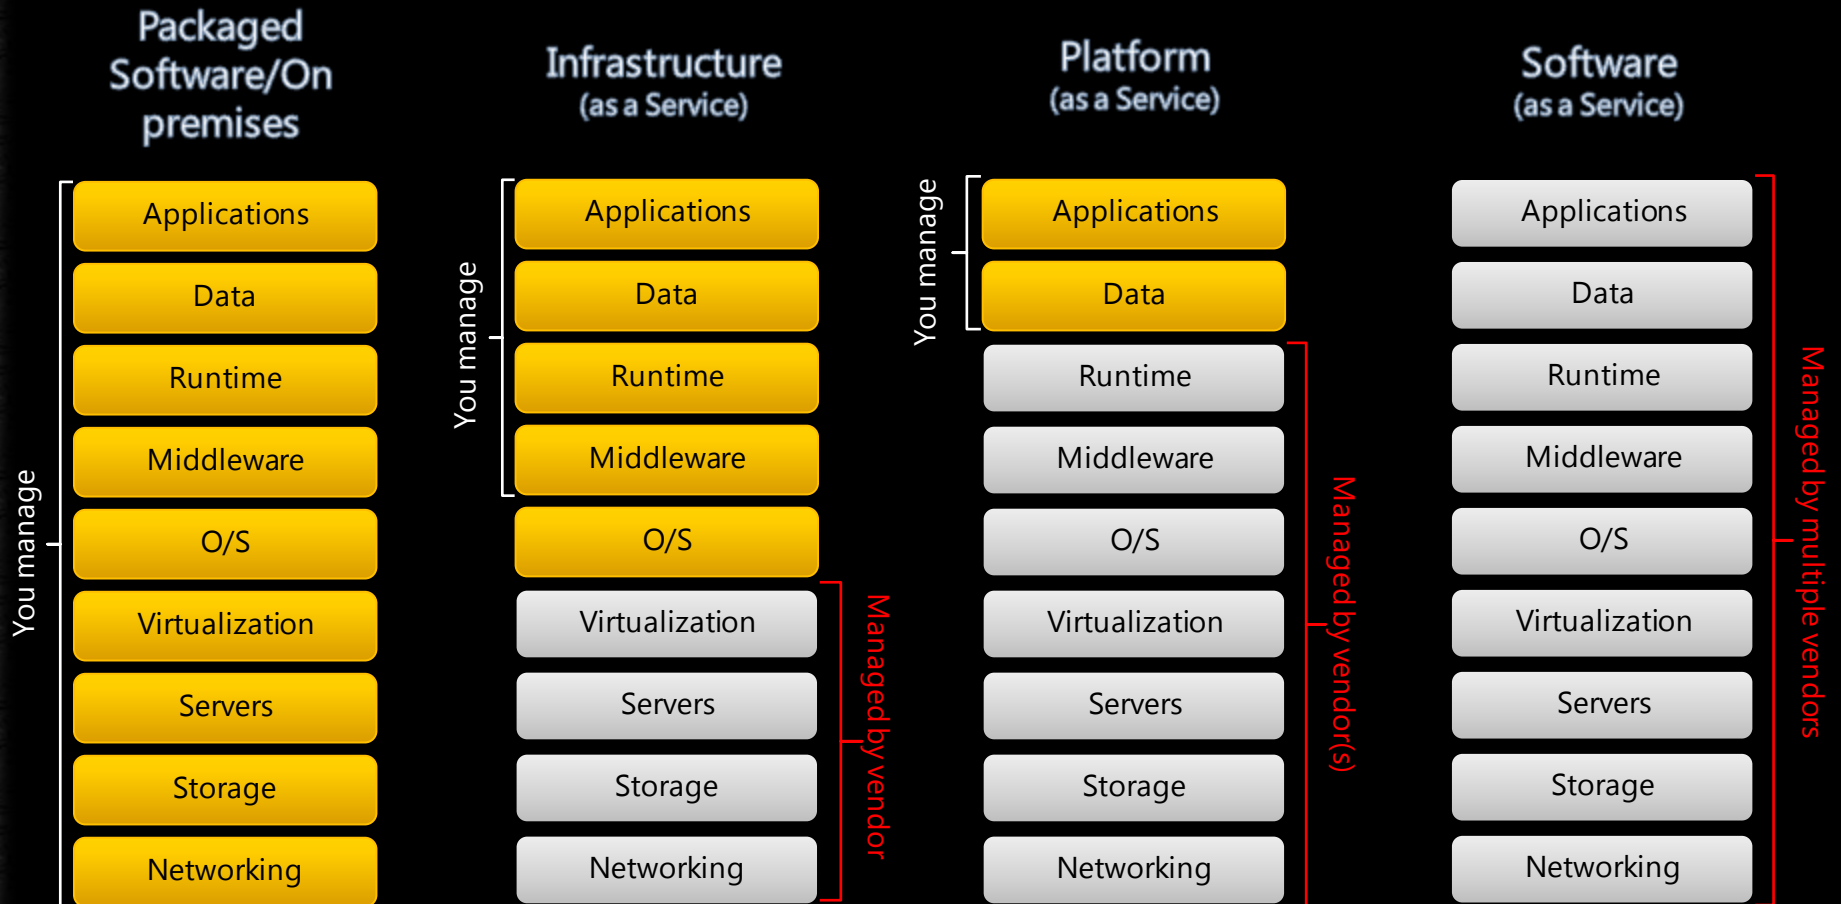 Packaged
Software/On
premises
You manage
Applications
Data
Runtime
Middleware
O/S
Virtualization
Servers
Storage
Networking
Infrastructure
(as a Service)
You manage
Applications
Data
Runtime
Middleware
O/S
Virtualization
Servers
Storage
Networking
Managed by vendor
Platform
(as a Service)
You manage
Applications
Data
Runtime
Middleware
O/S
Virtualization
Servers
Storage
Networking
Managed by vendor(s)
Software
(as a Service)
Applications
Data
Runtime
Middleware
O/S
Virtualization
Servers
Storage
Networking
Managed by multiple vendors